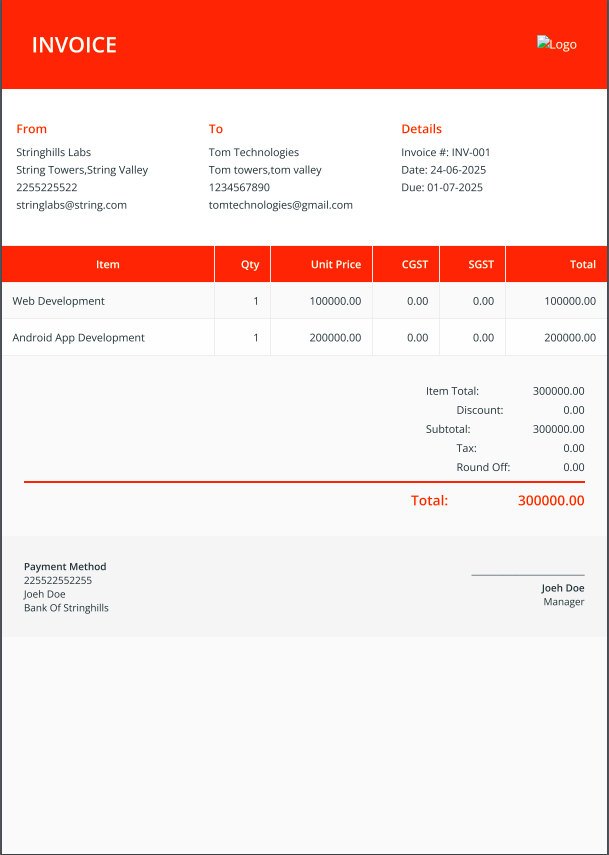 INVOICE
Logo
From
Stringhills Labs
String Towers,String Valley
2255225522
stringlabs@string.com
To
Tom Technologies
Tom towers,tom valley
1234567890
tomtechnologies@gmail.com
Details
Invoice #: INV-001
Date: 24-06-2025
Due: 01-07-2025
Item Qty Unit Price CGST SGST Total
Web Development 1 100000.00 0.00 0.00 100000.00
Android App Development 1 200000.00 0.00 0.00 200000.00
Item Total: 300000.00
Discount: 0.00
Subtotal: 300000.00
Tax: 0.00
Round Off: 0.00
Total: 300000.00
Payment Method
225522552255
Joeh Doe
Bank Of Stringhills
Joeh Doe
Manager